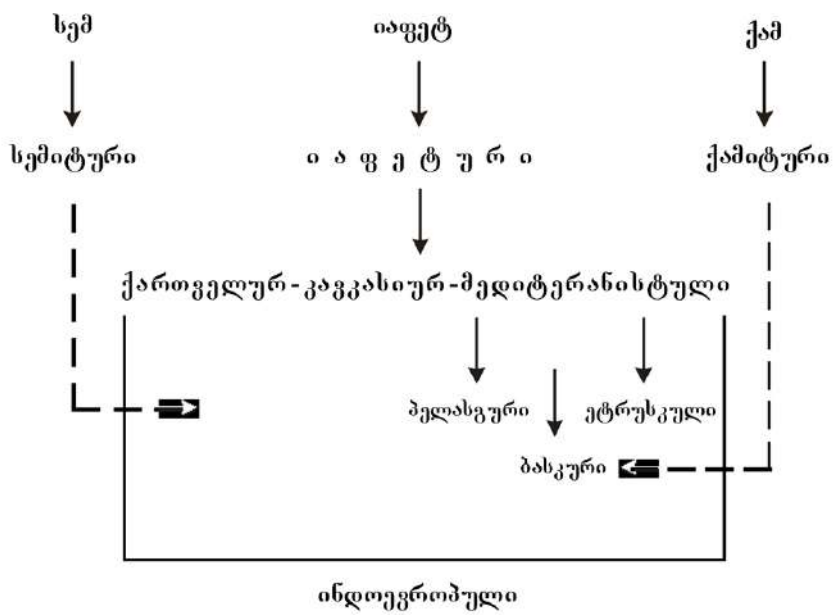 სემ იაფეტ ქამ
სემიტური ი ა ფ ე ტ უ რ ი ქამიტური
ქართველურ-კავკასიურ-მედიტერანისტული
პელასგური ეტრუსკული
ბასკური
ინდოევროპული